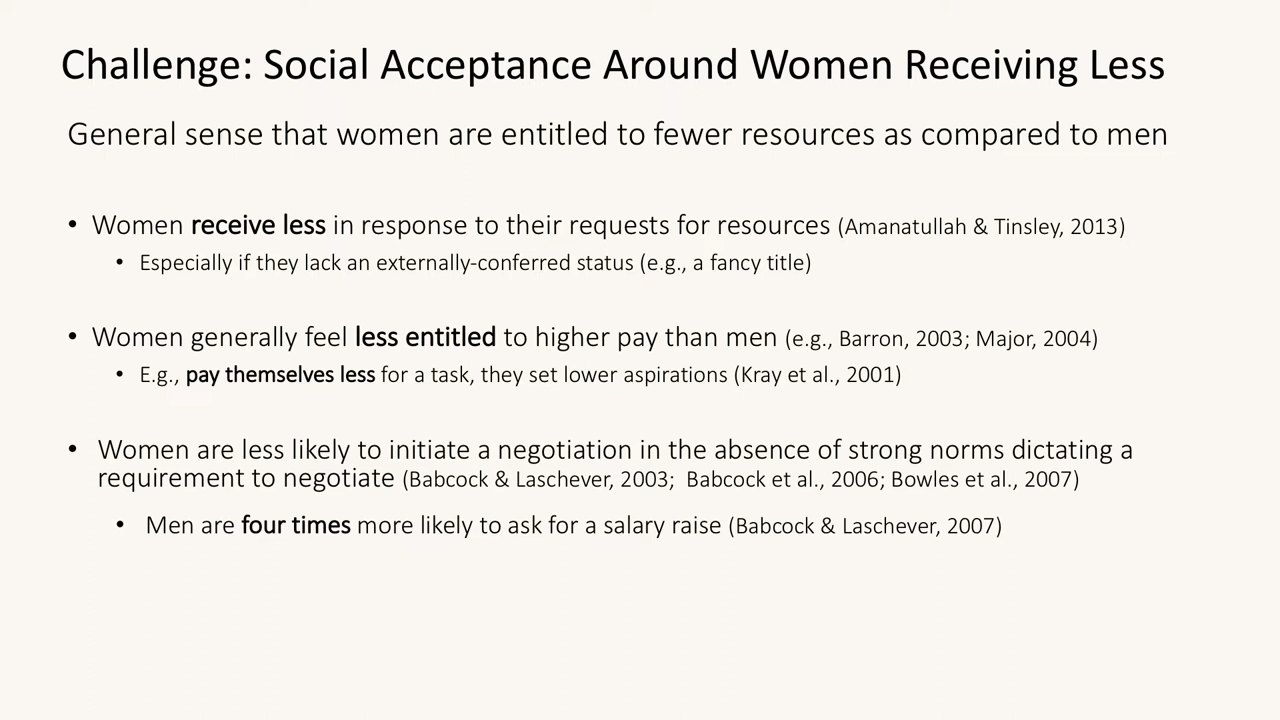 Challenge: Social Acceptance Around Women Receiving Less
General sense that women are entitled to fewer resources as compared to men
• Women receive less in response to their requests for resources (Amanatullah & Tinsley, 2013)
• Especially if they lack an externally-conferred status (e.g., a fancy title)
• Women generally feel less entitled to higher pay than men (e.g., Barron, 2003; Major, 2004)
• E.g., pay themselves less for a task, they set lower aspirations (Kray et al., 2001)
• Women are less likely to initiate a negotiation in the absence of strong norms dictating a
requirement to negotiate (Babcock & Laschever, 2003; Babcock et al., 2006; Bowles et al., 2007)
• Men are four times more likely to ask for a salary raise (Babcock & Laschever, 2007)